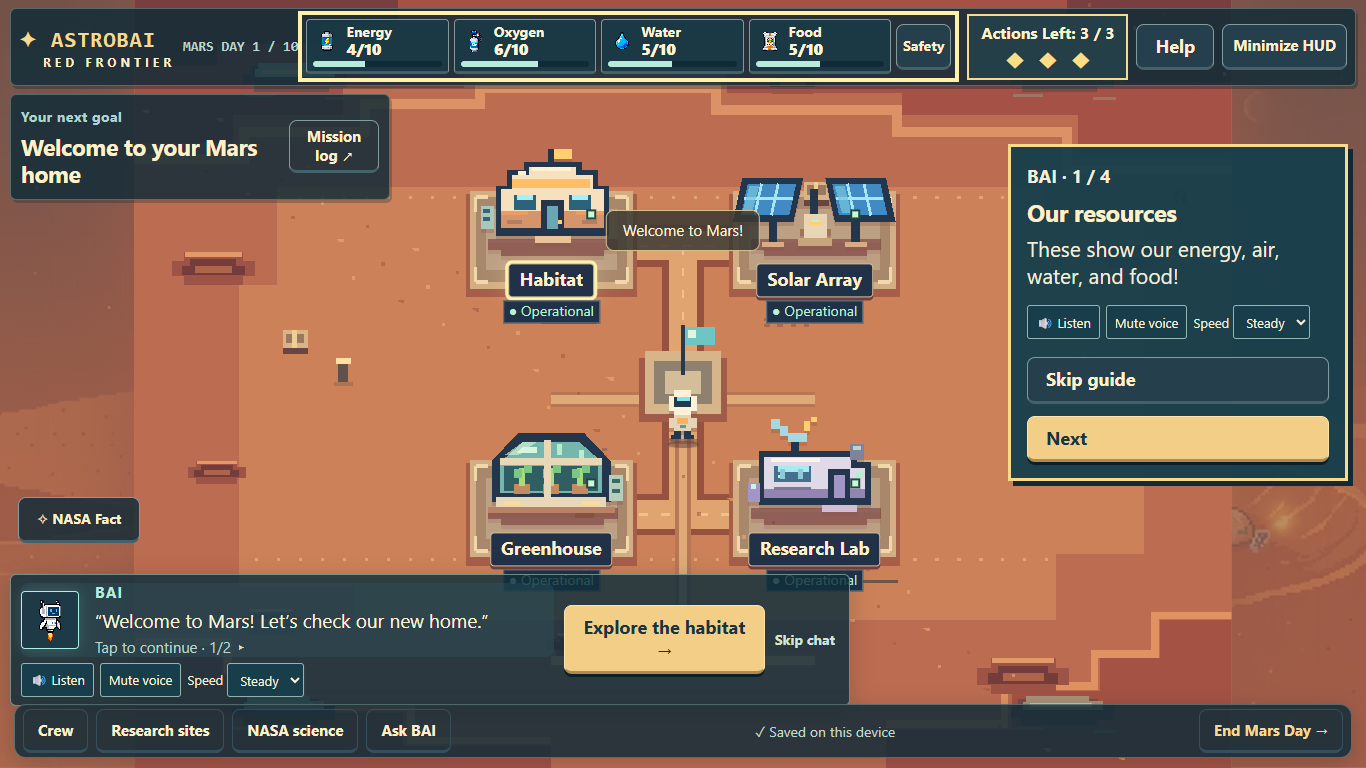 ✦ ASTROBAI
RED FRONTIER
MARS DAY 1 / 10
Energy
4/10
Oxygen
6/10
Water
5/10
Food
5/10
Safety
Actions Left: 3 / 3
Help
Minimize HUD
Your next goal
Welcome to your Mars
home
Mission
log ↗
BAI · 1 / 4
Our resources
These show our energy, air,
water, and food!
Listen
Mute voice
Speed
Steady
Skip guide
Next
Welcome to Mars!
Habitat
Operational
Solar Array
Operational
Greenhouse
Operational
Research Lab
Operational
✧ NASA Fact
BAI
“Welcome to Mars! Let’s check our new home.”
Tap to continue · 1/2 ▸
Listen
Mute voice
Speed
Steady
Explore the habitat
→
Skip chat
Crew
Research sites
NASA science
Ask BAI
✓ Saved on this device
End Mars Day →